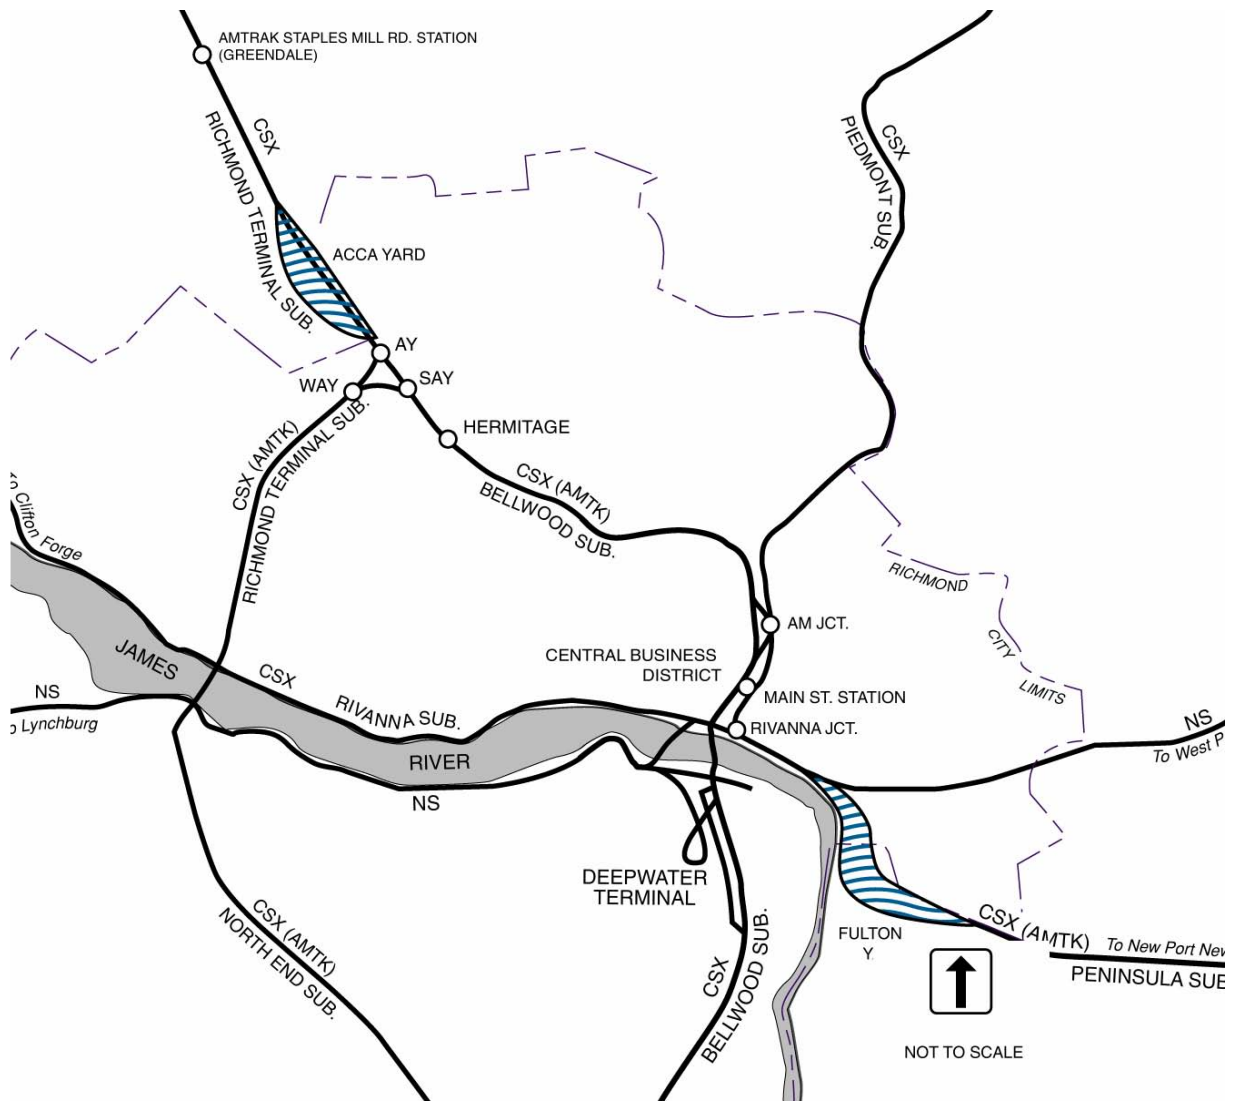 AMTRAK STAPLES MILL RD. STATION
(GREENDALE)
CSX
RICHMOND TERMINAL SUB.
CSX
PIEDMONT SUB.
ACCA YARD
AY
WAY
SAY
HERMITAGE
CSX (AMTK)
RICHMOND TERMINAL SUB.
CSX (AMTK)
BELLWOOD SUB.
o Clifton Forge
RICHMOND
CITY
LIMITS
AM JCT.
CENTRAL BUSINESS
DISTRICT
MAIN ST. STATION
RIVANNA JCT.
JAMES
RIVER
CSX
RIVANNA SUB.
NS
o Lynchburg
NS
NS
To West P
DEEPWATER
TERMINAL
CSX (AMTK)
NORTH END SUB.
CSX
BELLWOOD SUB.
FULTON
Y.
CSX (AMTK)
To New Port New
PENINSULA SUB
NOT TO SCALE